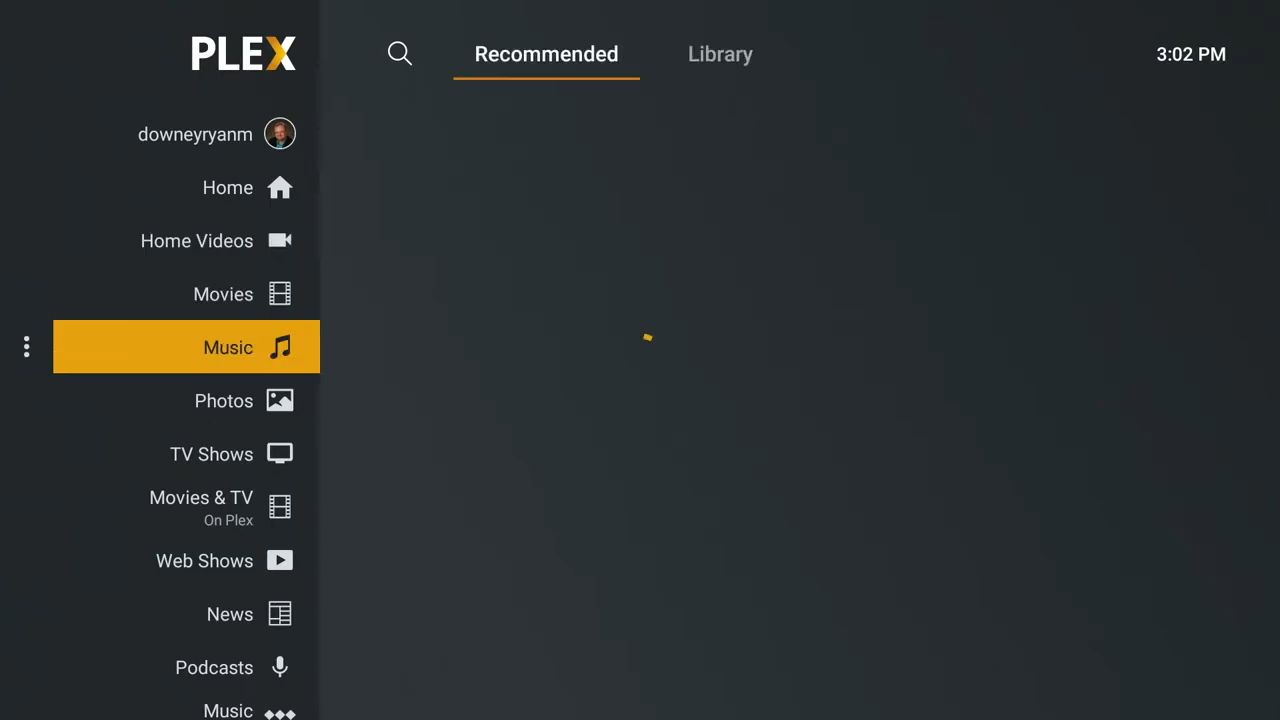 PLEX
Recommended
Library
3:02 PM
downeyryanm
Home
Home Videos
Movies
Music
Photos
TV Shows
Movies & TV
On Plex
Web Shows
News
Podcasts
Music